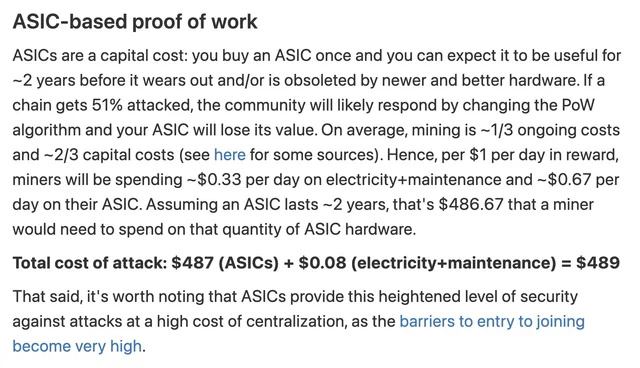 ASIC-based proof of work
ASICs are a capital cost: you buy an ASIC once and you can expect it to be useful for
~2 years before it wears out and/or is obsoleted by newer and better hardware. If a
chain gets 51% attacked, the community will likely respond by changing the PoW
algorithm and your ASIC will lose its value. On average, mining is ~1/3 ongoing costs
and ~2/3 capital costs (see here for some sources). Hence, per $1 per day in reward,
miners will be spending ~$0.33 per day on electricity+maintenance and ~$0.67 per
day on their ASIC. Assuming an ASIC lasts ~2 years, that's $486.67 that a miner
would need to spend on that quantity of ASIC hardware.
Total cost of attack: $487 (ASICs) + $0.08 (electricity+maintenance) = $489
That said, it's worth noting that ASICs provide this heightened level of security
against attacks at a high cost of centralization, as the barriers to entry to joining
become very high.